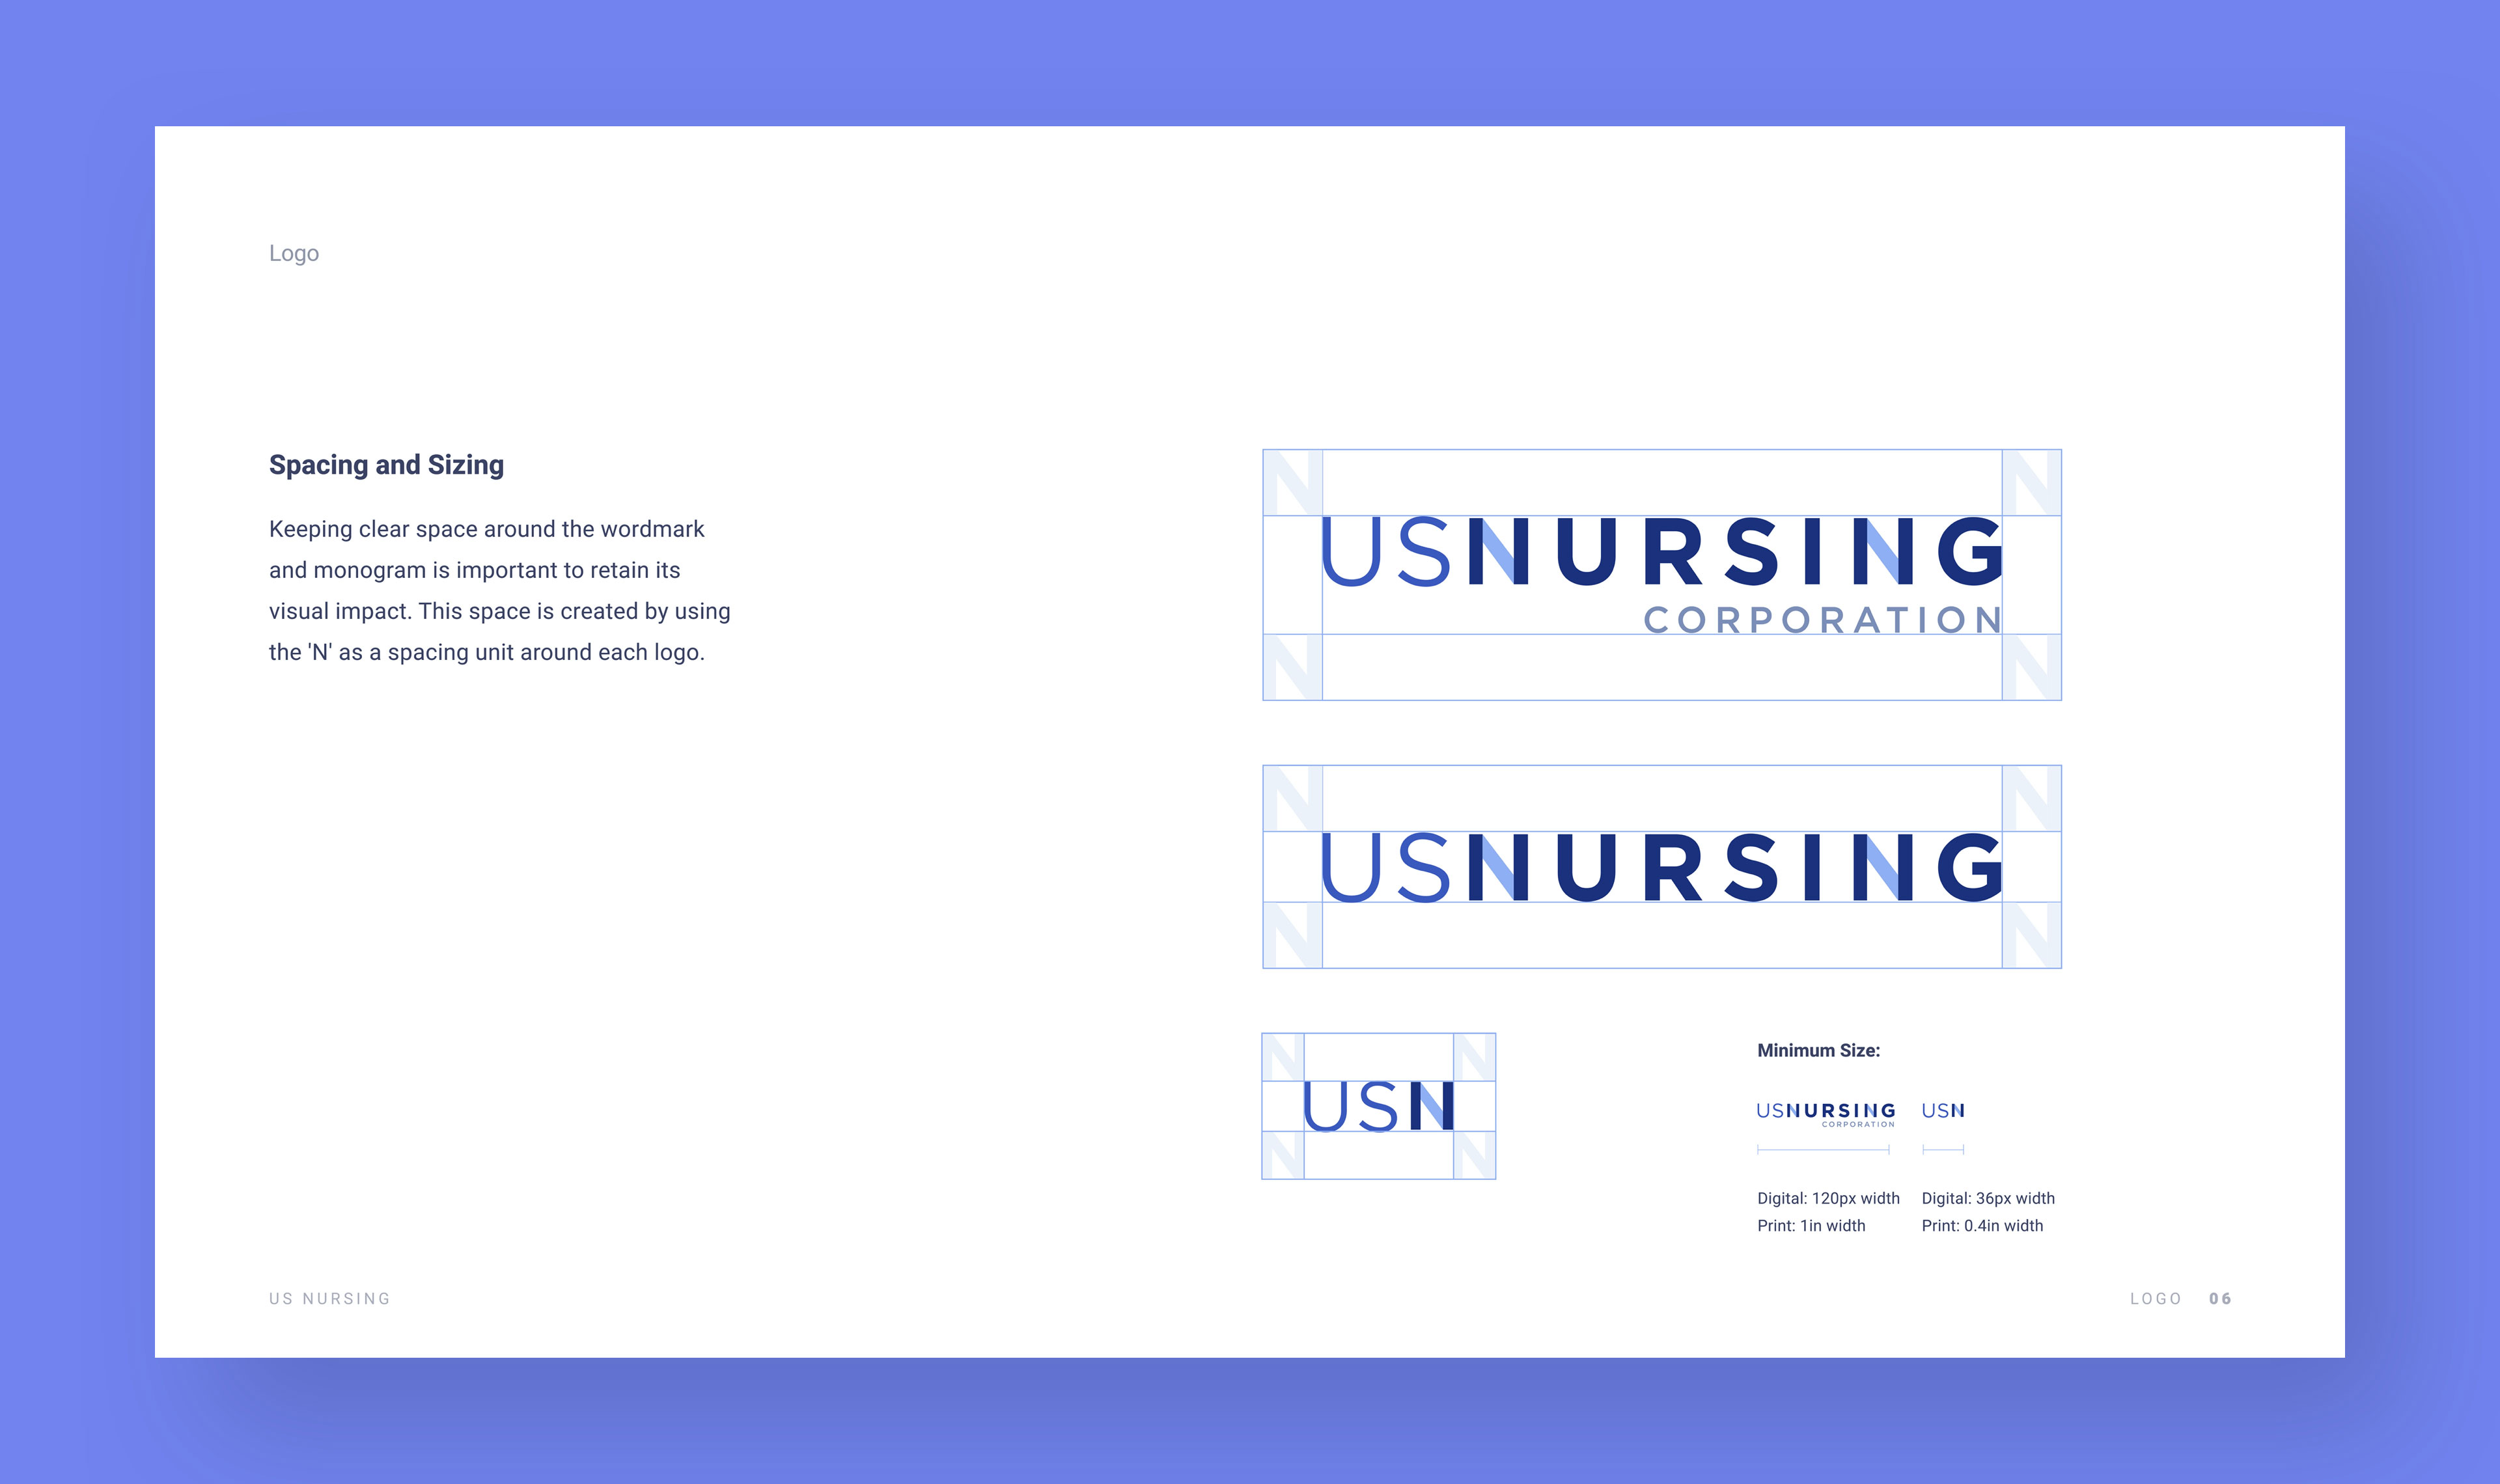 Logo
Spacing and Sizing
Keeping clear space around the wordmark
and monogram is important to retain its
visual impact. This space is created by using
the 'N' as a spacing unit around each logo.
N N
USNURSING
CORPORATION
N N
N N
USNURSING
N N
N N
USN
N N
Minimum Size:
USNURSING USN
CORPORATION
Digital: 120px width Digital: 36px width
Print: 1in width Print: 0.4in width
US NURSING
LOGO 06